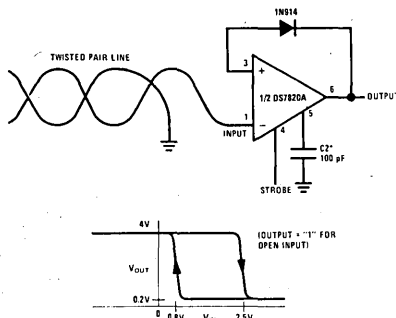 1N914
TWISTED PAIR LINE
3
+
6
1/2 DS7820A
OUTPUT
1
INPUT
−
5
4
C2*
100 pF
STROBE
4V
(OUTPUT = "1" FOR
OPEN INPUT)
VOUT
0.2V
0 0.8V 2.5V